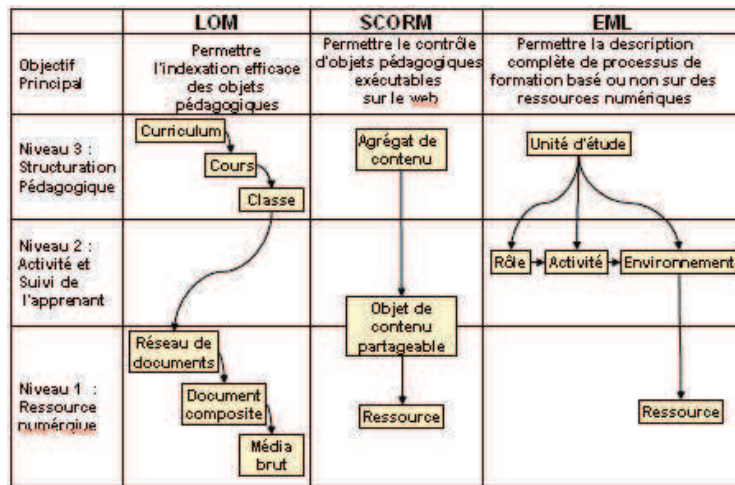 LOM
SCORM
EML
Objectif
Principal
Permettre
l'indexation efficace
des objets
pédagogiques
Permettre le contrôle
d'objets pédagogiques
exécutables
sur le web
Permettre la description
complète de processus de
formation basé ou non sur des
ressources numériques
Niveau 3 :
Structuration
Pédagogique
Curriculum
Cours
Classe
Agrégat de
contenu
Unité d'étude
Niveau 2 :
Activité et
Suivi de
l'apprenant
Rôle
Activité
Environnement
Objet de
contenu
partageable
Niveau 1 :
Ressource
numérqiue
Réseau de
documents
Document
composite
Média
brut
Ressource
Ressource